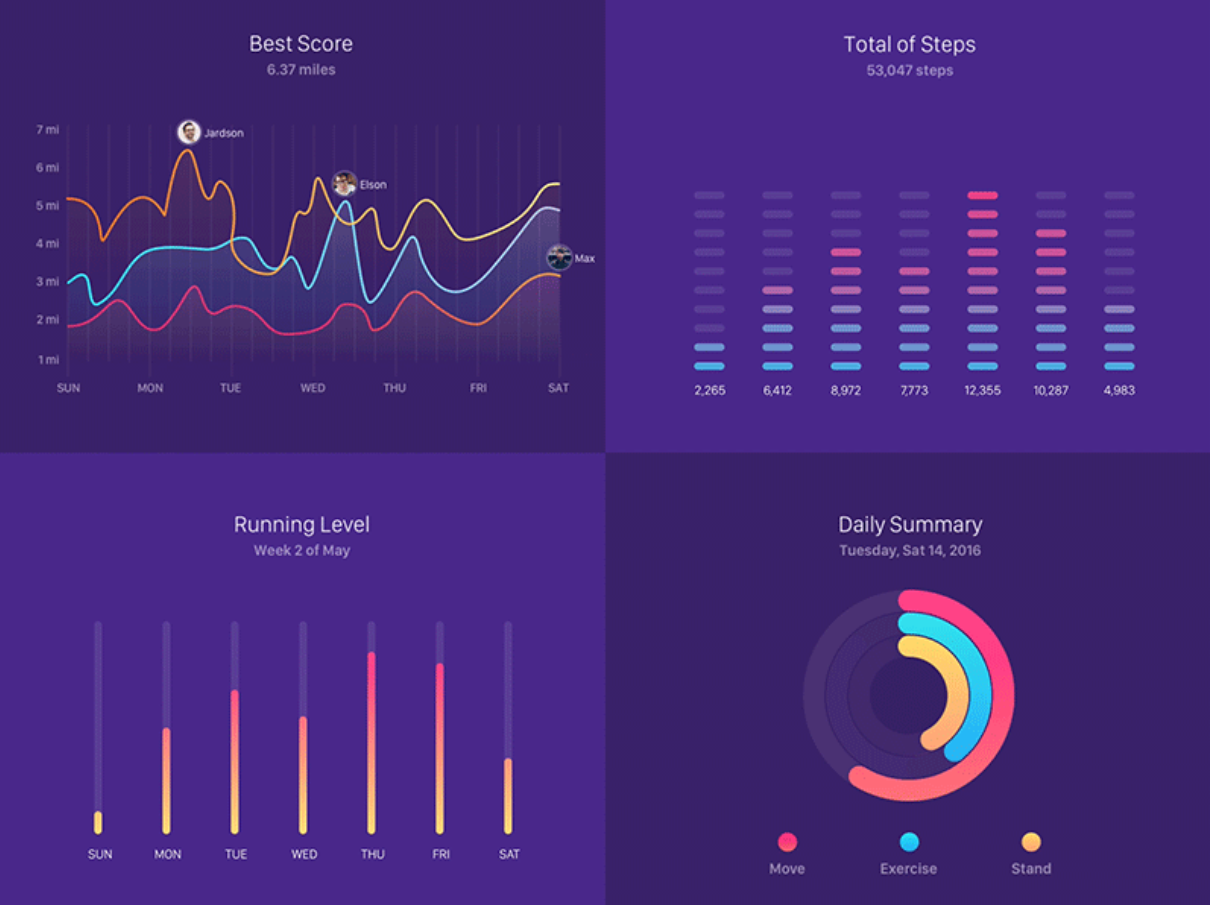 Best Score
6.37 miles
7 mi
6 mi
5 mi
4 mi
3 mi
2 mi
1 mi
Jardson
Elson
Max
SUN MON TUE WED THU FRI SAT
Total of Steps
53,047 steps
2,265 6,412 8,972 7,773 12,355 10,287 4,983
Running Level
Week 2 of May
SUN MON TUE WED THU FRI SAT
Daily Summary
Tuesday, Sat 14, 2016
Move Exercise Stand